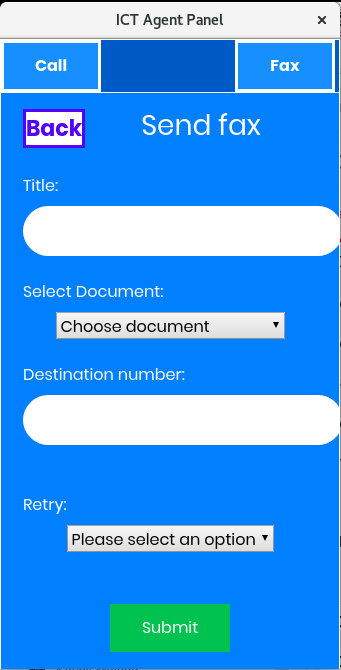 ICT Agent Panel ×
Call Fax
Back Send fax
Title:
Select Document:
Choose document
Destination number:
Retry:
Please select an option
Submit